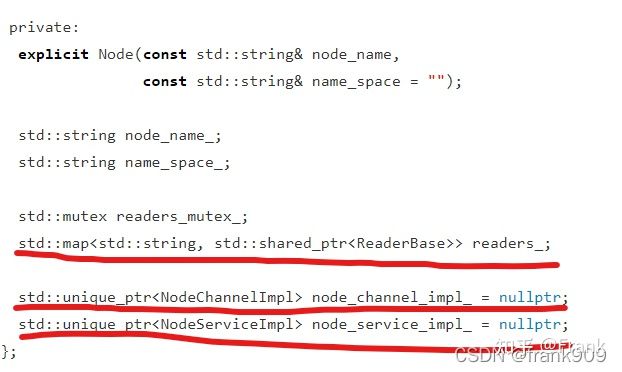 private:
explicit Node(const std::string& node_name,
const std::string& name_space = "");
std::string node_name_;
std::string name_space_;
std::mutex readers_mutex_;
std::map<std::string, std::shared_ptr<ReaderBase>> readers_;
std::unique_ptr<NodeChannelImpl> node_channel_impl_ = nullptr;
std::unique_ptr<NodeServiceImpl> node_service_impl_ = nullptr;
};
知乎 @Frank
CSDN @frank909